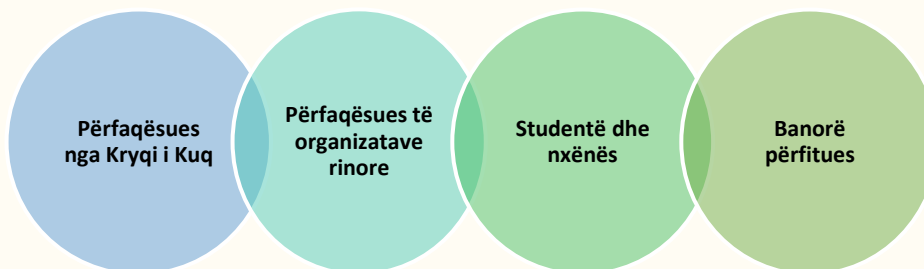 Përfaqësues
nga Kryqi i Kuq
Përfaqësues të
organizatave
rinore
Studentë dhe
nxënës
Banorë
përfitues